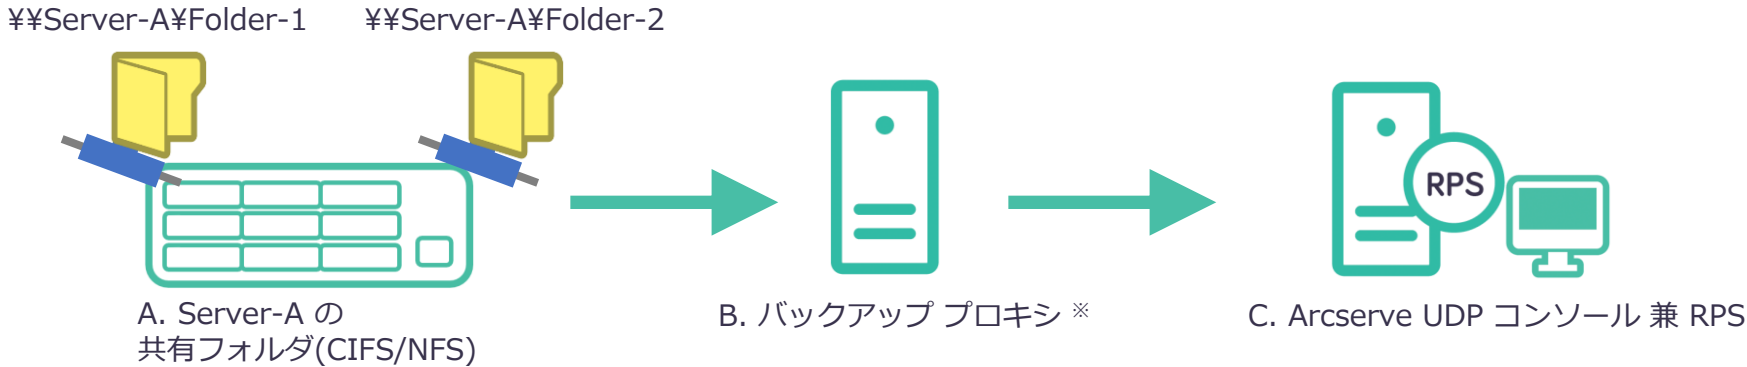 ¥¥Server-A¥Folder-1
¥¥Server-A¥Folder-2
RPS
A. Server-A の
共有フォルダ(CIFS/NFS)
B. バックアップ プロキシ ※
C. Arcserve UDP コンソール 兼 RPS